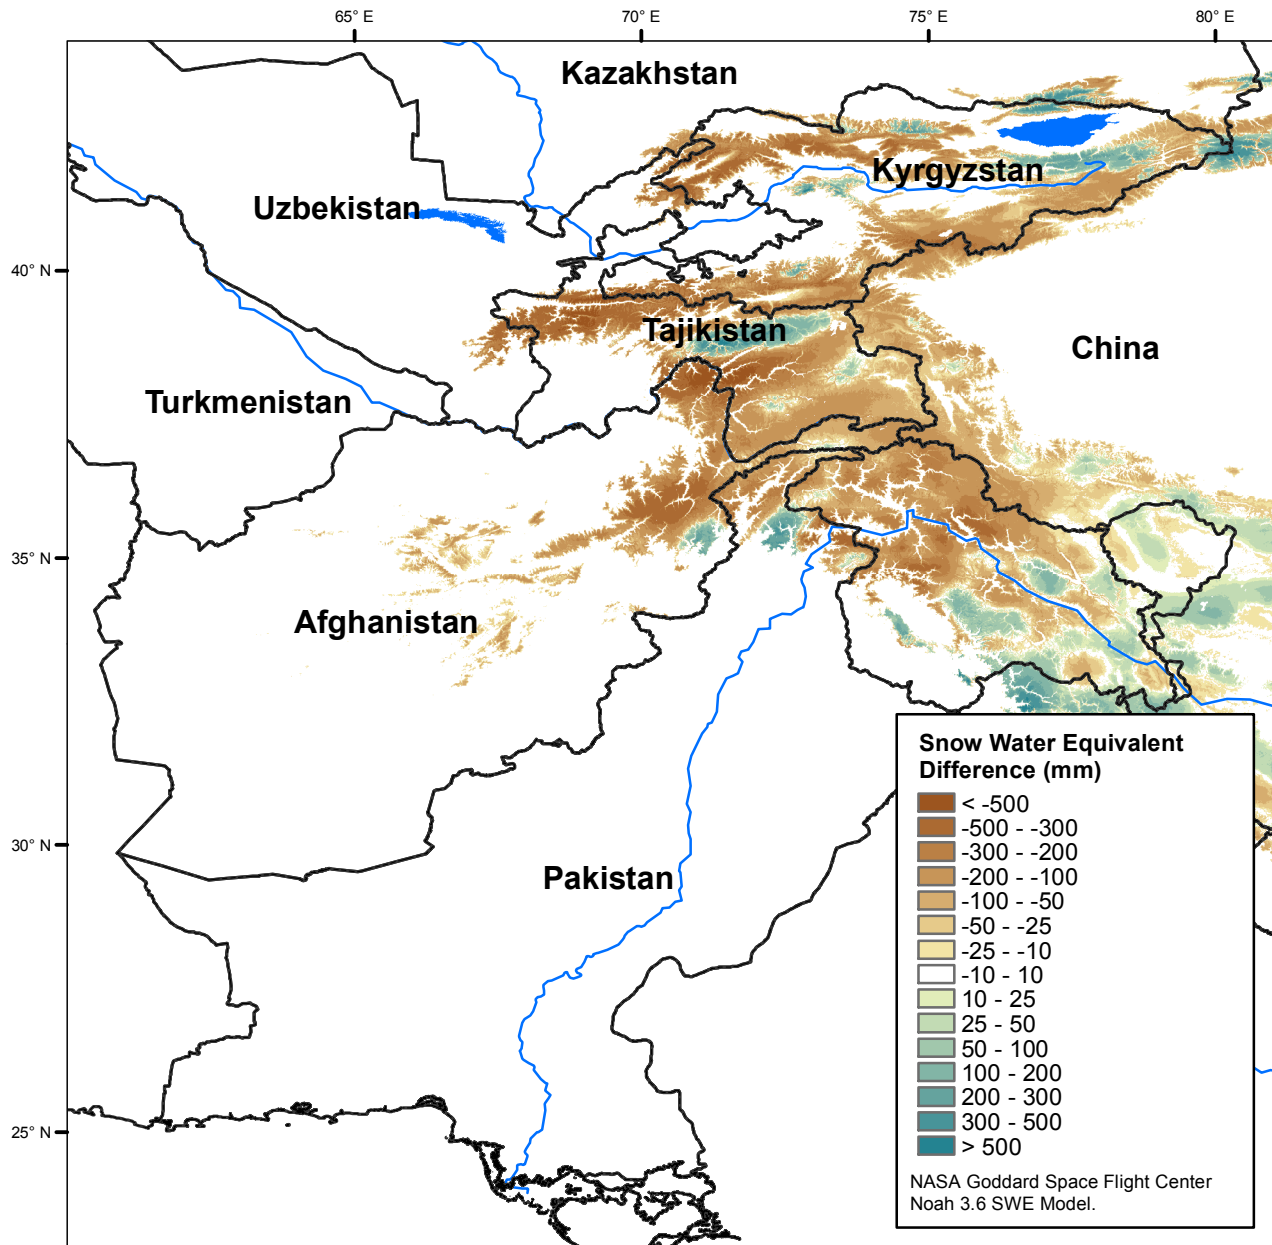 65° E 70° E 75° E 80° E
Kazakhstan
Kyrgyzstan
Uzbekistan
40° N
Tajikistan
China
Turkmenistan
35° N
Afghanistan
Snow Water Equivalent
Difference (mm)
< -500
-500 - -300
-300 - -200
-200 - -100
-100 - -50
-50 - -25
-25 - -10
-10 - 10
10 - 25
25 - 50
50 - 100
100 - 200
200 - 300
300 - 500
> 500
NASA Goddard Space Flight Center
Noah 3.6 SWE Model.
30° N
Pakistan
25° N